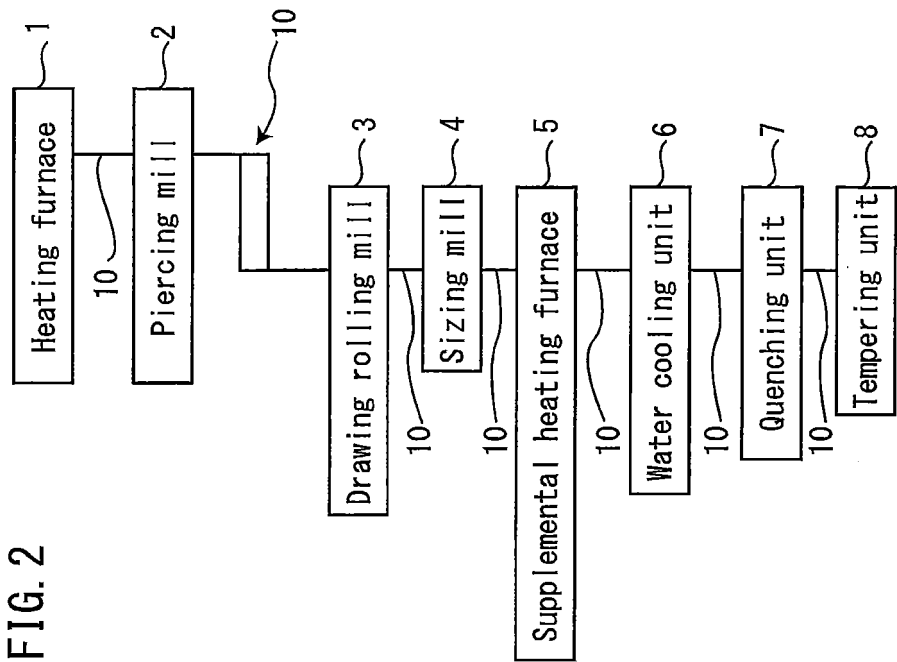 FIG. 2
Heating furnace
1
10
Piercing mill
2
10
Drawing rolling mill
3
10
Sizing mill
4
10
Supplemental heating furnace
5
10
Water cooling unit
6
10
Quenching unit
7
10
Tempering unit
8